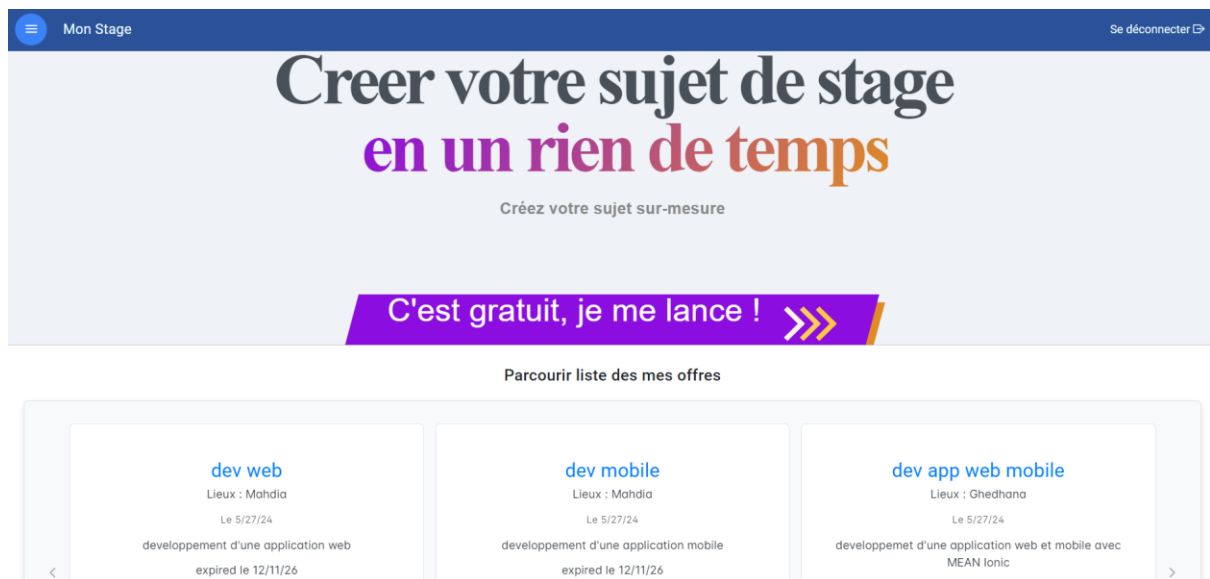 Mon Stage
Se déconnecter
Creer votre sujet de stage
en un rien de temps
Créez votre sujet sur-mesure
C'est gratuit, je me lance !
Parcourir liste des mes offres
dev web
Lieux : Mahdia
Le 5/27/24
developpement d'une application web
expired le 12/11/26
dev mobile
Lieux : Mahdia
Le 5/27/24
developpement d'une application mobile
expired le 12/11/26
dev app web mobile
Lieux : Ghedhana
Le 5/27/24
developpemet d'une application web et mobile avec
MEAN Ionic